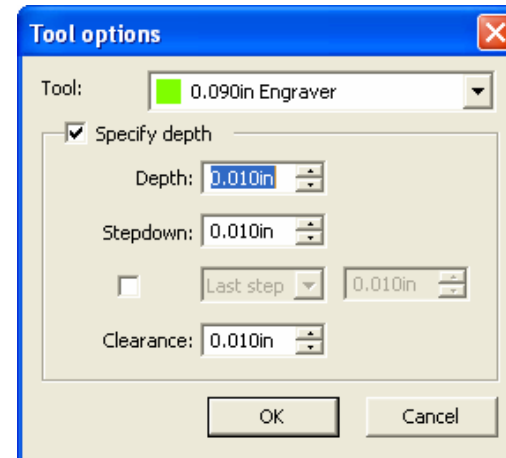 Tool options
Tool: 0.090in Engraver
Specify depth
Depth: 0.010in
Stepdown: 0.010in
Last step 0.010in
Clearance: 0.010in
OK Cancel